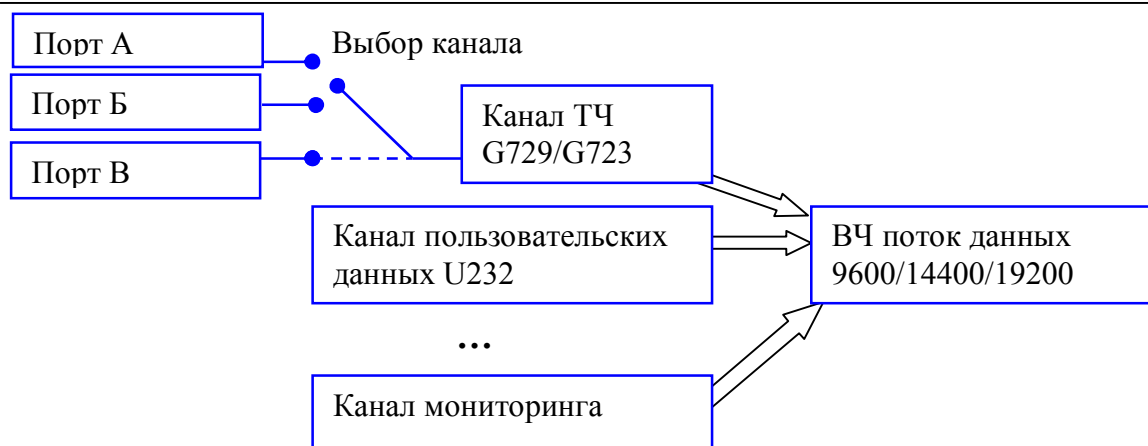 Порт А
Выбор канала
Порт Б
Канал ТЧ
G729/G723
Порт В
Канал пользовательских
данных U232
ВЧ поток данных
9600/14400/19200
...
Канал мониторинга